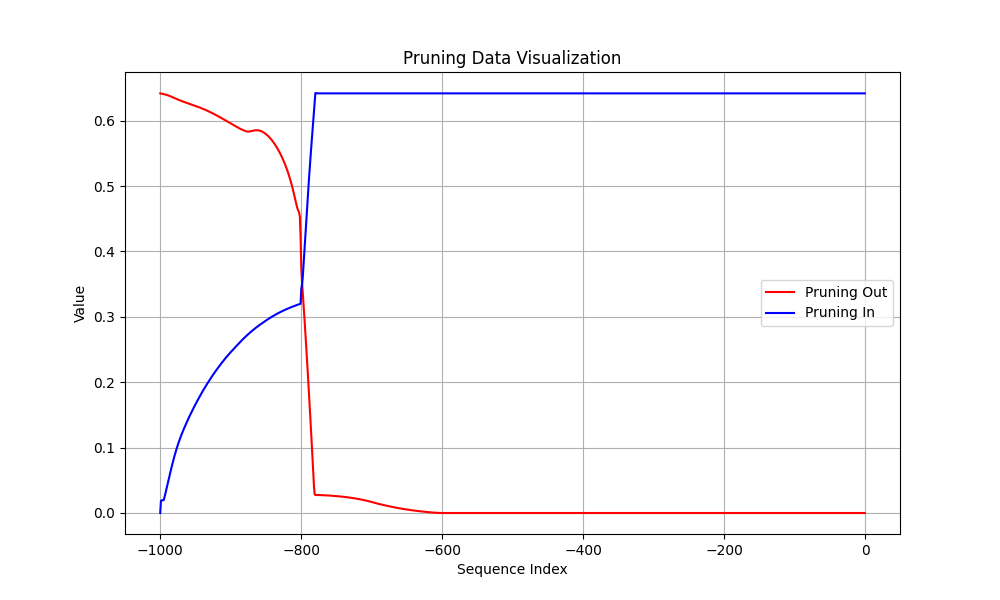 Pruning Data Visualization
0.6
0.5
0.4
0.3
0.2
0.1
0.0
Value
Pruning Out
Pruning In
−1000
−800
−600
−400
−200
0
Sequence Index